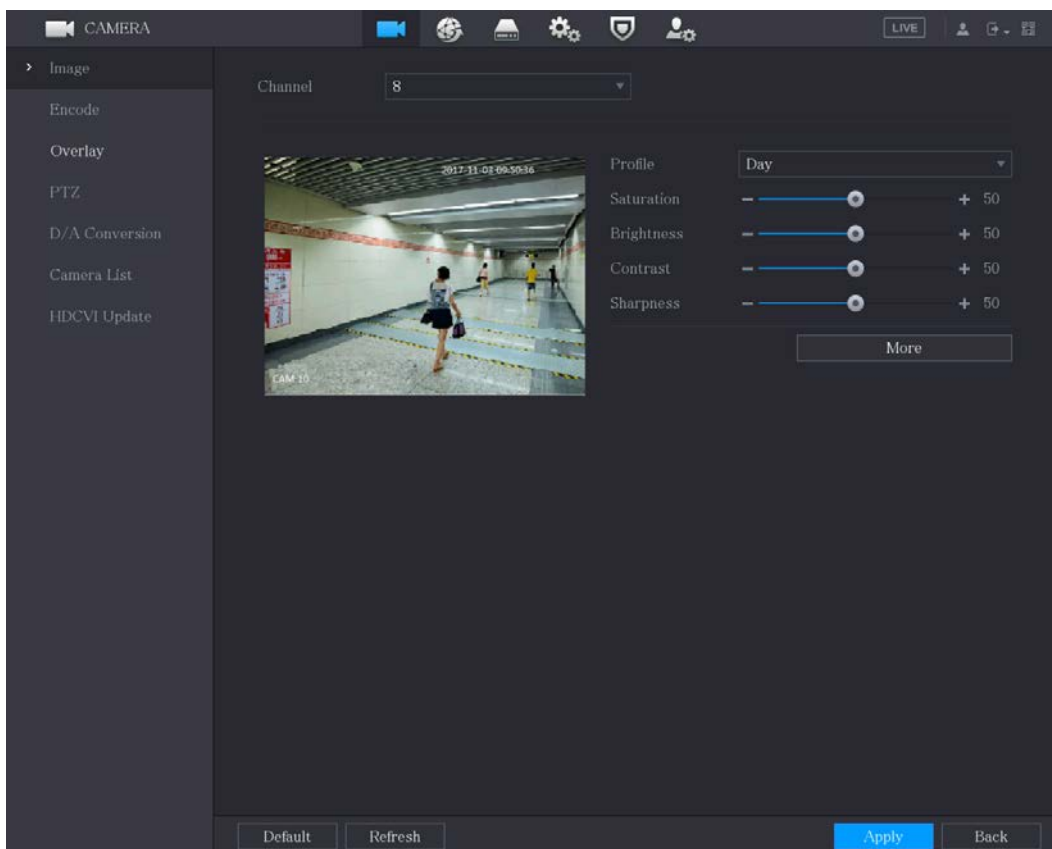 CAMERA
LIVE
Image
Encode
Overlay
PTZ
D/A Conversion
Camera LIst
HDCVI Update
Channel
8
2017-11-01 09:50:36
CAM 10
Profile
Day
Saturation
50
Brightness
50
Contrast
50
Sharpness
50
More
Default
Refresh
Apply
Back